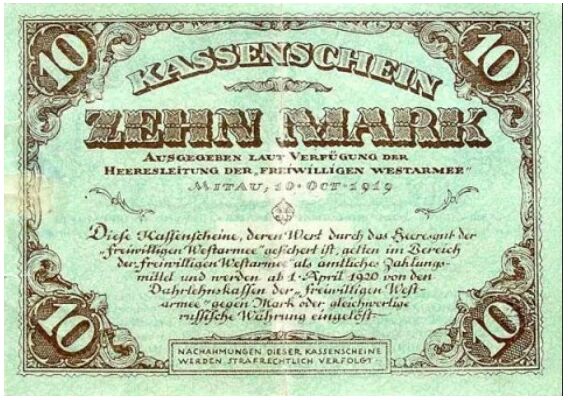 10 10
KASSENSCHEIN
ZEHN MARK
AUSGEGEBEN LAUT VERFÜGUNG DER
HEERESLEITUNG DER „FREIWILLIGEN WESTARMEE"
MITAU, 10·OCT·1919
Diese Kassenscheine, deren Wert durch das Heeresgut der
„freiwilligen Westarmee" gesichert ist, gelten im Bereich
der „freiwilligen Westarmee" als amtliches Zahlungs-
mittel und werden ab 1·April 1920 von den
Dahrlehnskassen der „freiwilligen West-
armee" gegen Mark oder gleichwertige
russische Währung eingelöst
10 10
NACHAHMUNGEN DIESER KASSENSCHEINE
WERDEN STRAFRECHTLICH VERFOLGT